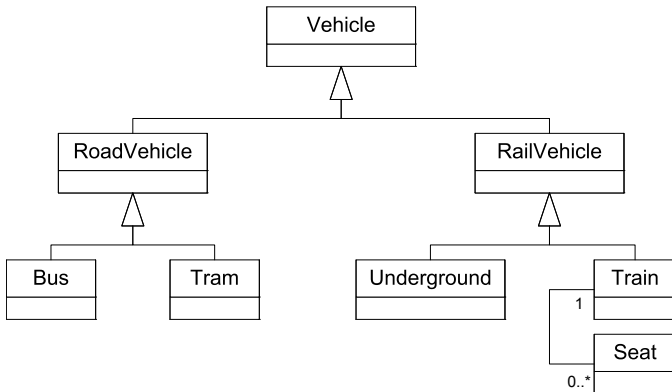 Vehicle
RoadVehicle
RailVehicle
Bus
Tram
Underground
Train
1
Seat
0..*